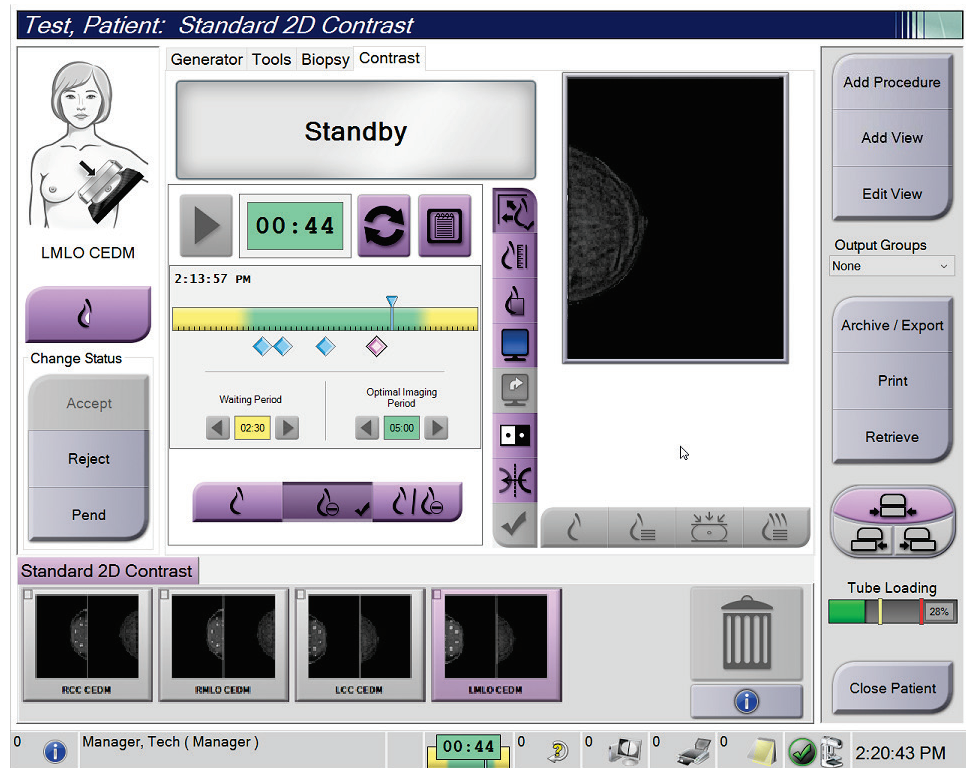 Test, Patient: Standard 2D Contrast
Generator Tools Biopsy Contrast
Standby
LMLO CEDM
Change Status
Accept
Reject
Pend
00:44
2:13:57 PM
Waiting Period
Optimal Imaging
Period
02:30
05:00
Add Procedure
Add View
Edit View
Output Groups
None
Archive / Export
Print
Retrieve
Tube Loading
28%
Close Patient
Standard 2D Contrast
RCC CEDM
RMLO CEDM
LCC CEDM
LMLO CEDM
0
Manager, Tech ( Manager )
00:44
0
0
0
0
2:20:43 PM